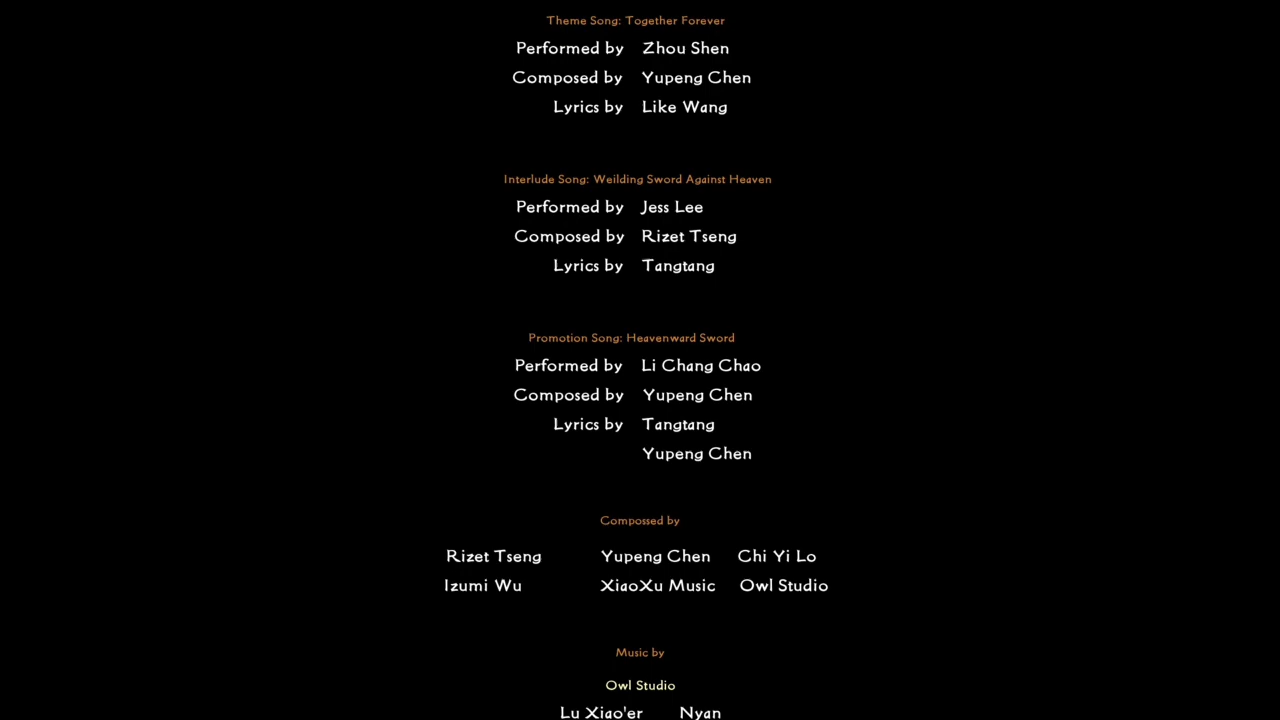 Theme Song: Together Forever
Performed by Zhou Shen
Composed by Yupeng Chen
Lyrics by Like Wang
Interlude Song: Weilding Sword Against Heaven
Performed by Jess Lee
Composed by Rizet Tseng
Lyrics by Tangtang
Promotion Song: Heavenward Sword
Performed by Li Chang Chao
Composed by Yupeng Chen
Lyrics by Tangtang
Yupeng Chen
Compossed by
Rizet Tseng Yupeng Chen Chi Yi Lo
Izumi Wu XiaoXu Music Owl Studio
Music by
Owl Studio
Lu Xiao'er Nyan